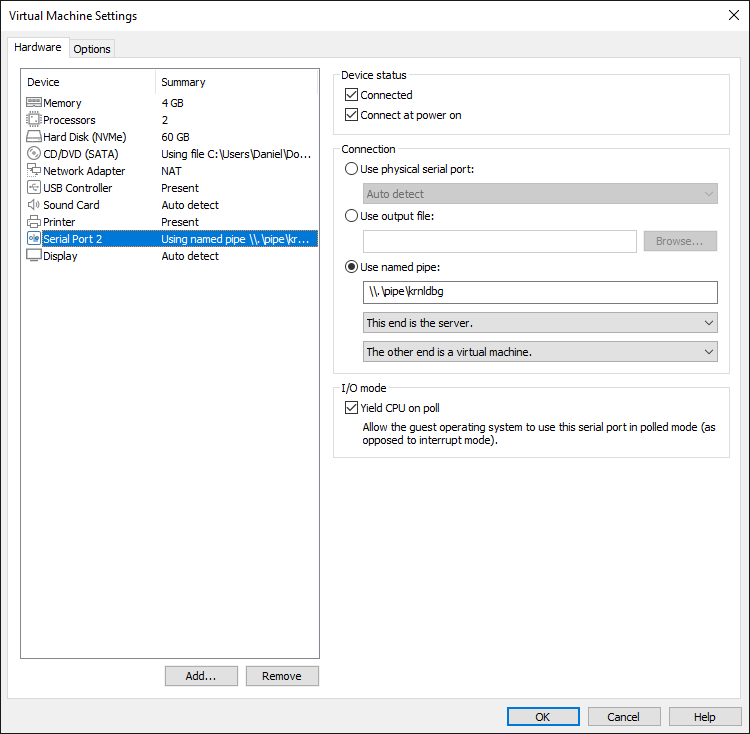 Virtual Machine Settings
Hardware Options
Device Summary
Memory 4 GB
Processors 2
Hard Disk (NVMe) 60 GB
CD/DVD (SATA) Using file C:\Users\Daniel\Do...
Network Adapter NAT
USB Controller Present
Sound Card Auto detect
Printer Present
Serial Port 2 Using named pipe \\.\pipe\kr...
Display Auto detect
Add... Remove
Device status
Connected
Connect at power on
Connection
Use physical serial port:
Auto detect
Use output file:
Browse...
Use named pipe:
\\.\pipe\krnldbg
This end is the server.
The other end is a virtual machine.
I/O mode
Yield CPU on poll
Allow the guest operating system to use this serial port in polled mode (as
opposed to interrupt mode).
OK Cancel Help